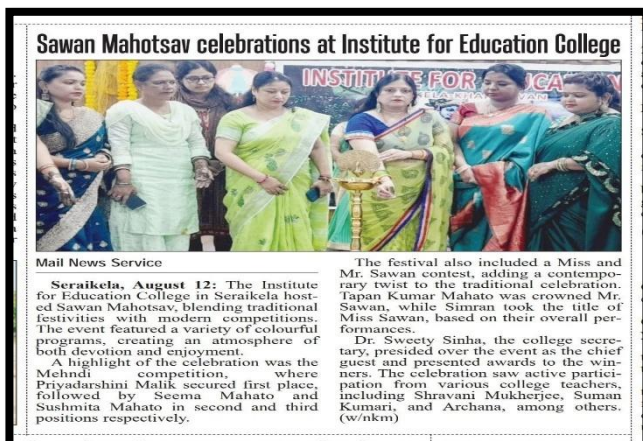 Sawan Mahotsav celebrations at Institute for Education College
INSTITUTE FOR
Mail News Service
Seraikela, August 12: The Institute
for Education College in Seraikela host-
ed Sawan Mahotsav, blending traditional
festivities with modern competitions.
The event featured a variety of colourful
programs, creating an atmosphere of
both devotion and enjoyment.
A highlight of the celebration was the
Mehndi competition, where
Priyadarshini Malik secured first place,
followed by Seema Mahato and
Sushmita Mahato in second and third
positions respectively.
The festival also included a Miss and
Mr. Sawan contest, adding a contempo-
rary twist to the traditional celebration.
Tapan Kumar Mahato was crowned Mr.
Sawan, while Simran took the title of
Miss Sawan, based on their overall per-
formances.
Dr. Sweety Sinha, the college secre-
tary, presided over the event as the chief
guest and presented awards to the win-
ners. The celebration saw active partici-
pation from various college teachers,
including Shravani Mukherjee, Suman
Kumari, and Archana, among others.
(w/nkm)